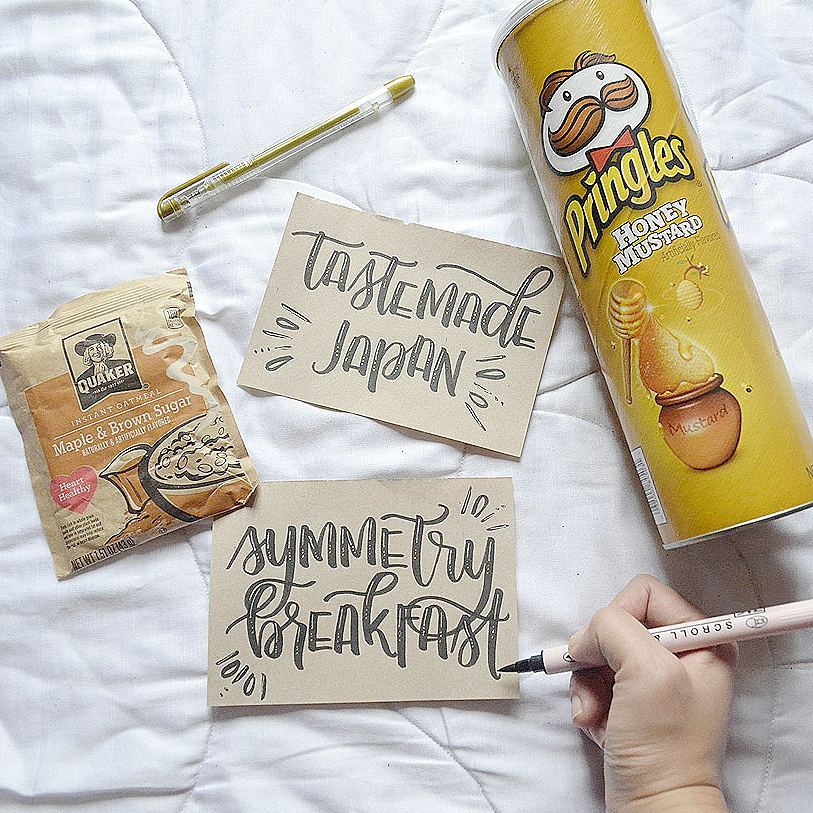 Pringles
HONEY
MUSTARD
Artificially Flavored
Mustard
TASTEMADE
JAPAN
QUAKER
INSTANT OATMEAL
Maple & Brown Sugar
NATURALLY & ARTIFICIALLY FLAVORED
Heart
Healthy
NET WT 1.51 OZ (43 g)
symmetry
breakfast
SCROLL &